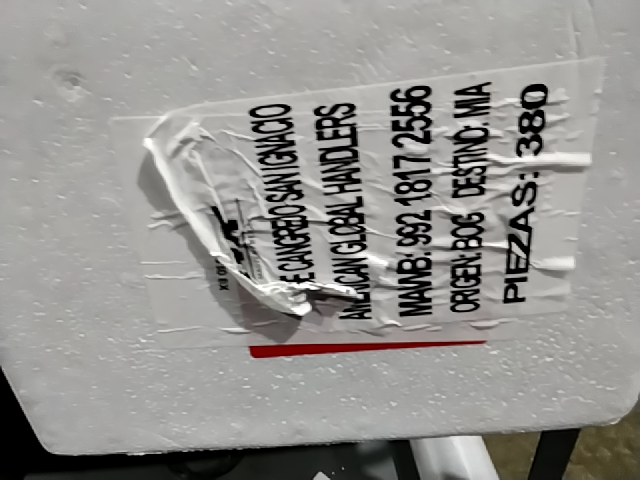 E CANGREJO SAN IGNACIO
AMERICAN GLOBAL HANDLERS
MAWB: 992 1817 2556
ORIGEN: BOG DESTINO: MIA
PIEZAS: 380